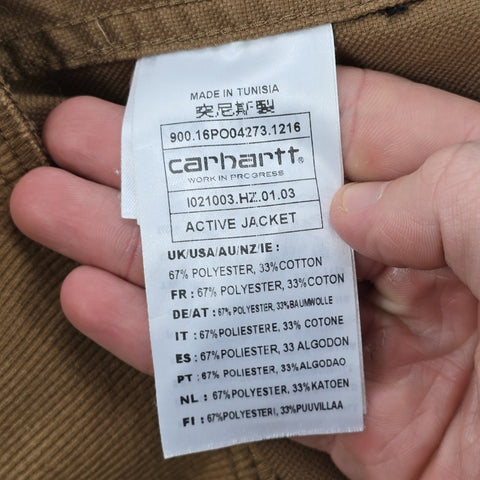 MADE IN TUNISIA
突尼斯製
900.16PO04273.1216
carhartt®
WORK IN PROGRESS
I021003.HZ.01.03
ACTIVE JACKET
UK/USA/AU/NZ/IE :
67% POLYESTER, 33%COTTON
FR : 67% POLYESTER, 33%COTON
DE/AT : 67% POLYESTER, 33%BAUMWOLLE
IT : 67% POLIESTERE, 33% COTONE
ES : 67% POLIÉSTER, 33 ALGODON
PT : 67% POLIÉSTER, 33%ALGODAO
NL : 67% POLYESTER, 33%KATOEN
FI : 67%POLYESTERI, 33%PUUVILLAA